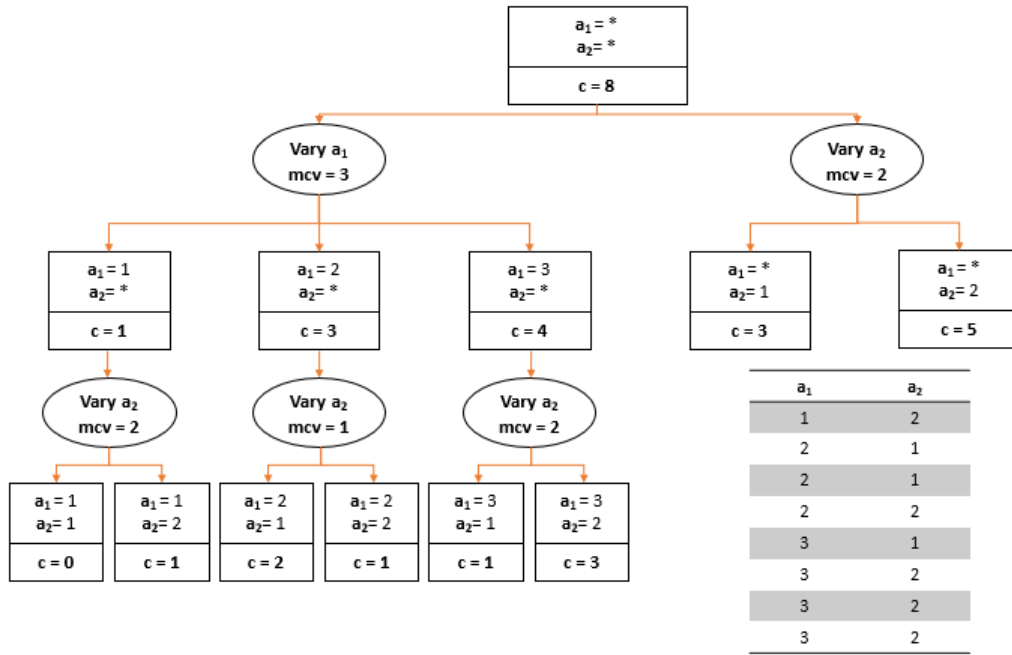 a₁ = *
a₂= *
c = 8
Vary a₁
mcv = 3
Vary a₂
mcv = 2
a₁ = 1
a₂= *
c = 1
a₁ = 2
a₂= *
c = 3
a₁ = 3
a₂= *
c = 4
a₁ = *
a₂= 1
c = 3
a₁ = *
a₂= 2
c = 5
Vary a₂
mcv = 2
Vary a₂
mcv = 1
Vary a₂
mcv = 2
a₁ = 1
a₂= 1
c = 0
a₁ = 1
a₂= 2
c = 1
a₁ = 2
a₂= 1
c = 2
a₁ = 2
a₂= 2
c = 1
a₁ = 3
a₂= 1
c = 1
a₁ = 3
a₂= 2
c = 3
a₁ a₂
1 2
2 1
2 1
2 2
3 1
3 2
3 2
3 2